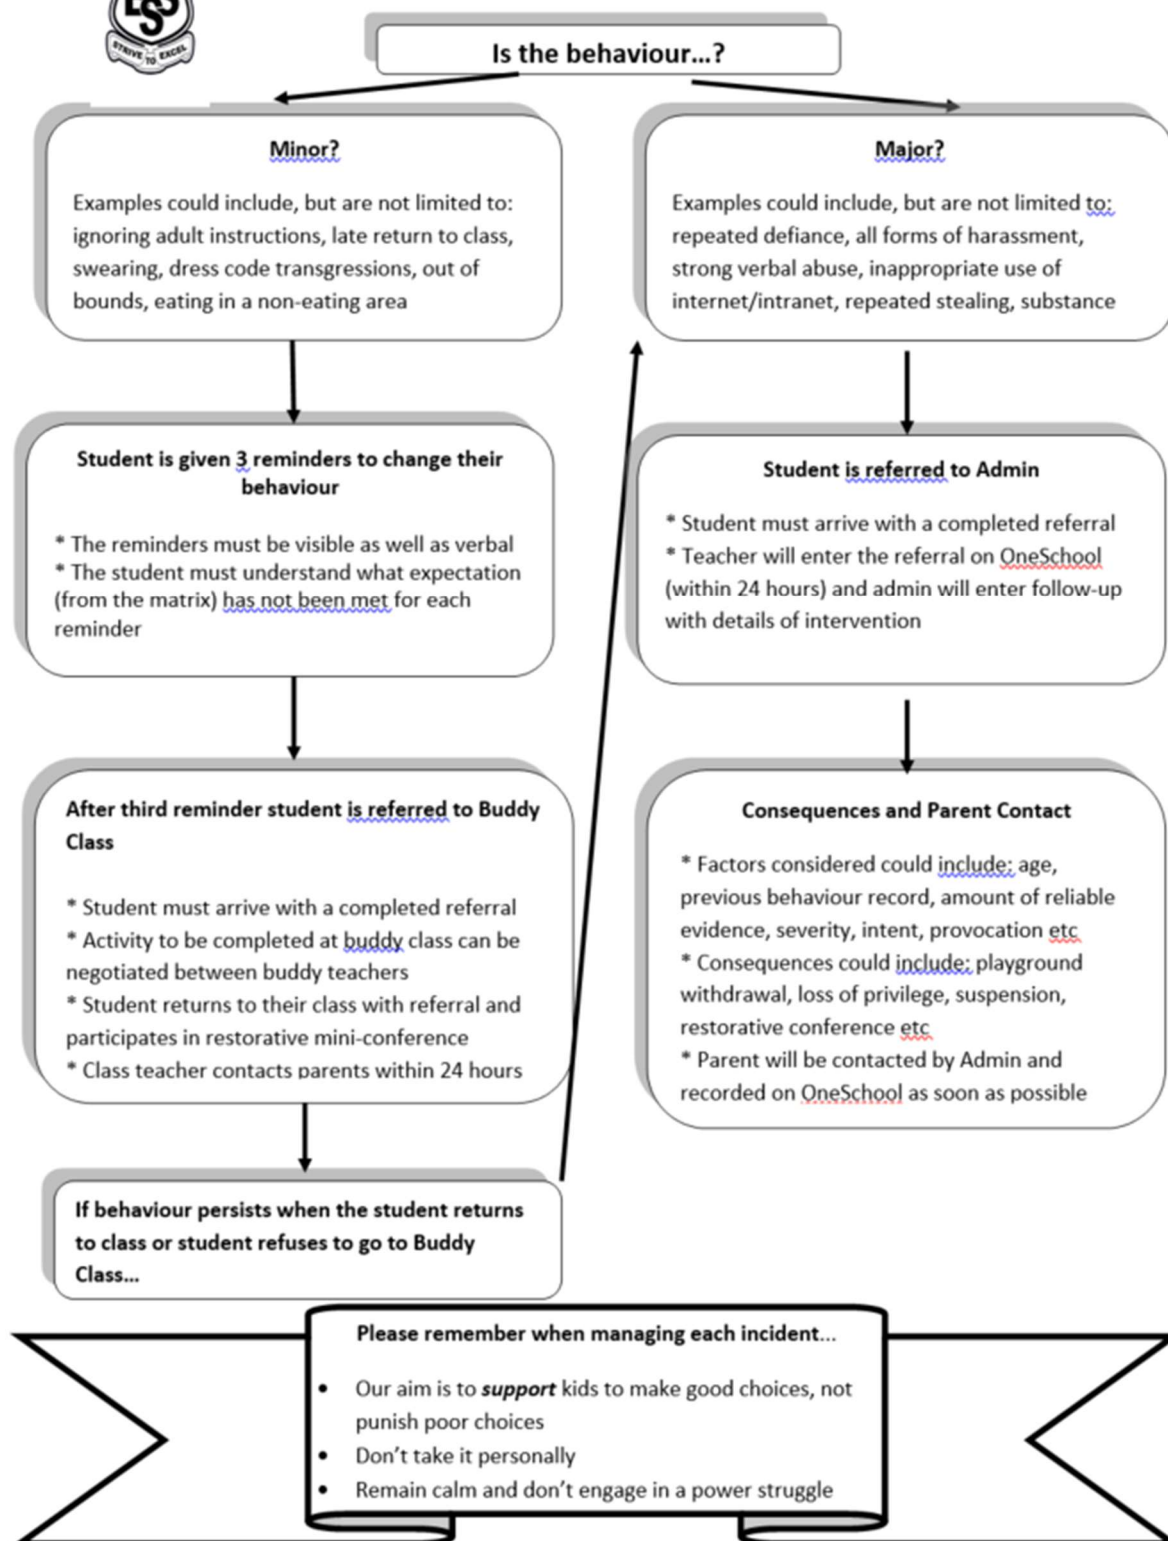 ESS
STRIVE TO EXCEL
Is the behaviour...?
Minor?
Examples could include, but are not limited to:
ignoring adult instructions, late return to class,
swearing, dress code transgressions, out of
bounds, eating in a non-eating area
Student is given 3 reminders to change their
behaviour
* The reminders must be visible as well as verbal
* The student must understand what expectation
(from the matrix) has not been met for each
reminder
After third reminder student is referred to Buddy
Class
* Student must arrive with a completed referral
* Activity to be completed at buddy class can be
negotiated between buddy teachers
* Student returns to their class with referral and
participates in restorative mini-conference
* Class teacher contacts parents within 24 hours
If behaviour persists when the student returns
to class or student refuses to go to Buddy
Class...
Major?
Examples could include, but are not limited to:
repeated defiance, all forms of harassment,
strong verbal abuse, inappropriate use of
internet/intranet, repeated stealing, substance
Student is referred to Admin
* Student must arrive with a completed referral
* Teacher will enter the referral on OneSchool
(within 24 hours) and admin will enter follow-up
with details of intervention
Consequences and Parent Contact
* Factors considered could include: age,
previous behaviour record, amount of reliable
evidence, severity, intent, provocation etc
* Consequences could include: playground
withdrawal, loss of privilege, suspension,
restorative conference etc
* Parent will be contacted by Admin and
recorded on OneSchool as soon as possible
Please remember when managing each incident...
• Our aim is to support kids to make good choices, not
punish poor choices
• Don't take it personally
• Remain calm and don't engage in a power struggle